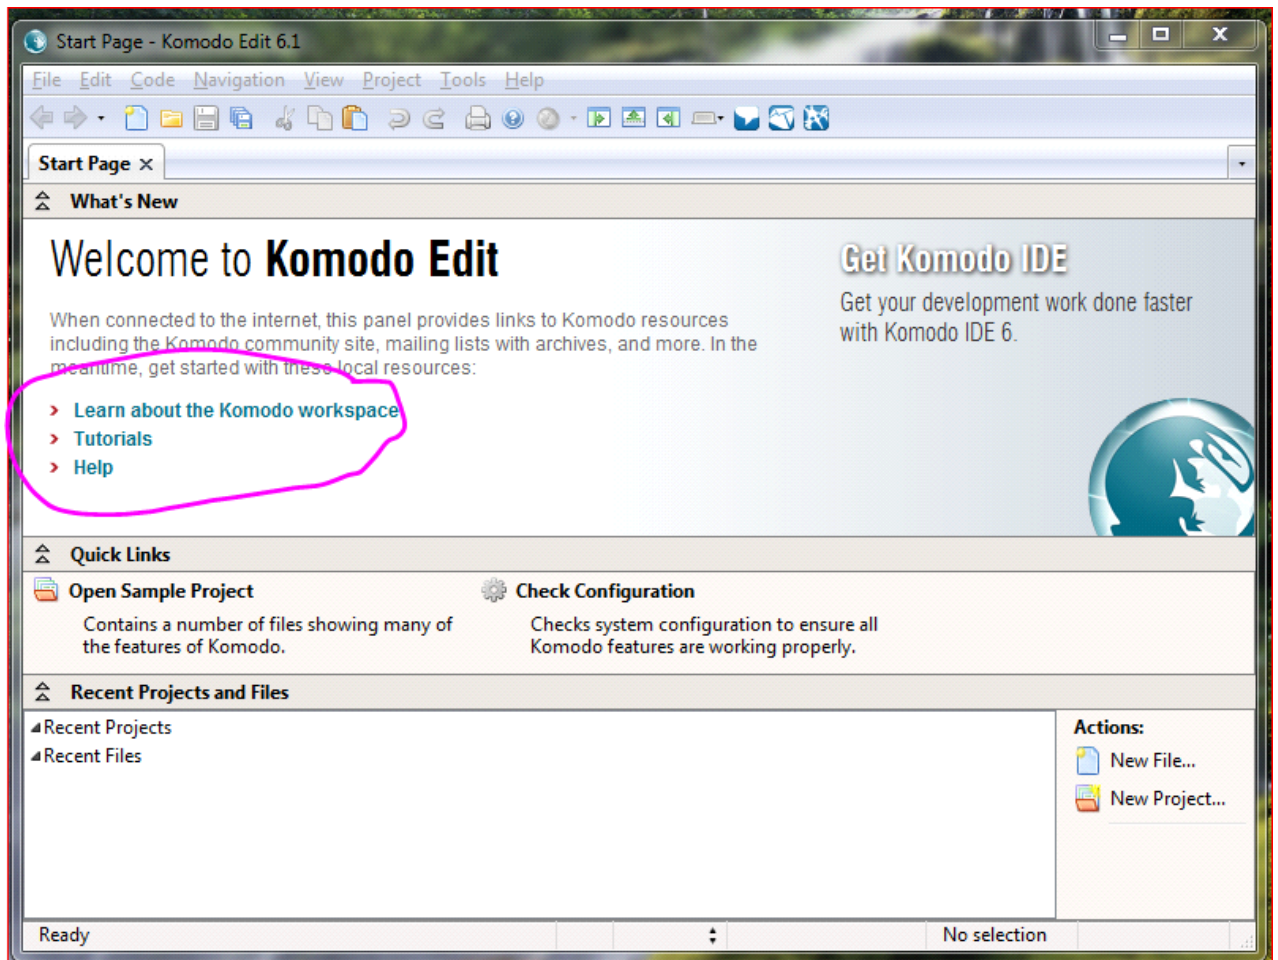 Start Page - Komodo Edit 6.1
File Edit Code Navigation View Project Tools Help
Start Page
What's New
Welcome to Komodo Edit
When connected to the internet, this panel provides links to Komodo resources
including the Komodo community site, mailing lists with archives, and more. In the
meantime, get started with these local resources:
Learn about the Komodo workspace
Tutorials
Help
Get Komodo IDE
Get your development work done faster
with Komodo IDE 6.
Quick Links
Open Sample Project
Contains a number of files showing many of
the features of Komodo.
Check Configuration
Checks system configuration to ensure all
Komodo features are working properly.
Recent Projects and Files
Recent Projects
Recent Files
Actions:
New File...
New Project...
Ready
No selection